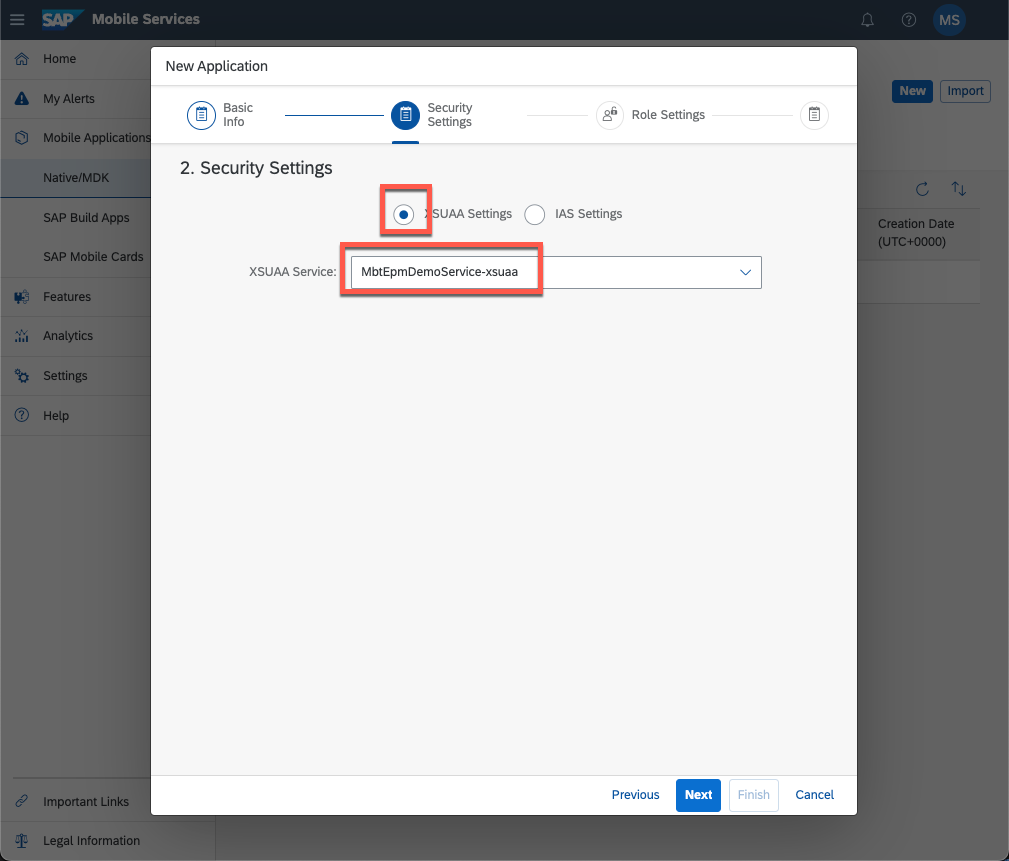 SAP Mobile Services
MS
Home
My Alerts
Mobile Applications
Native/MDK
SAP Build Apps
SAP Mobile Cards
Features
Analytics
Settings
Help
Important Links
Legal Information
New Application
Basic
Info
Security
Settings
Role Settings
2. Security Settings
XSUAA Settings
IAS Settings
XSUAA Service:
MbtEpmDemoService-xsuaa
Previous
Next
Finish
Cancel
New
Import
Creation Date
(UTC+0000)